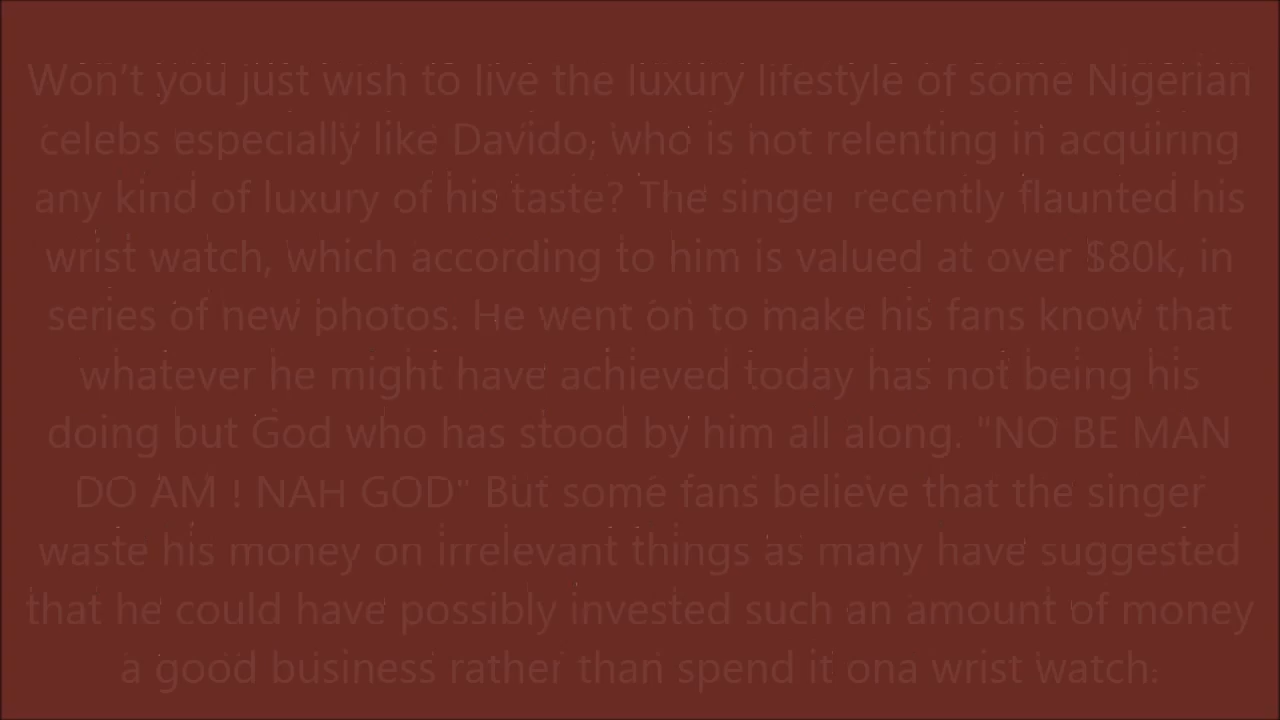 Won't you just wish to live the luxury lifestyle of some Nigerian
celebs especially like Davido; who is not relenting in acquiring
any kind of luxury of his taste? The singer recently flaunted his
wrist watch, which according to him is valued at over $80k, in
series of new photos. He went on to make his fans know that
whatever he might have achieved today has not being his
doing but God who has stood by him all along. "NO BE MAN
DO AM ! NAH GOD" But some fans believe that the singer
waste his money on irrelevant things as many have suggested
that he could have possibly invested such an amount of money
a good business rather than spend it ona wrist watch.